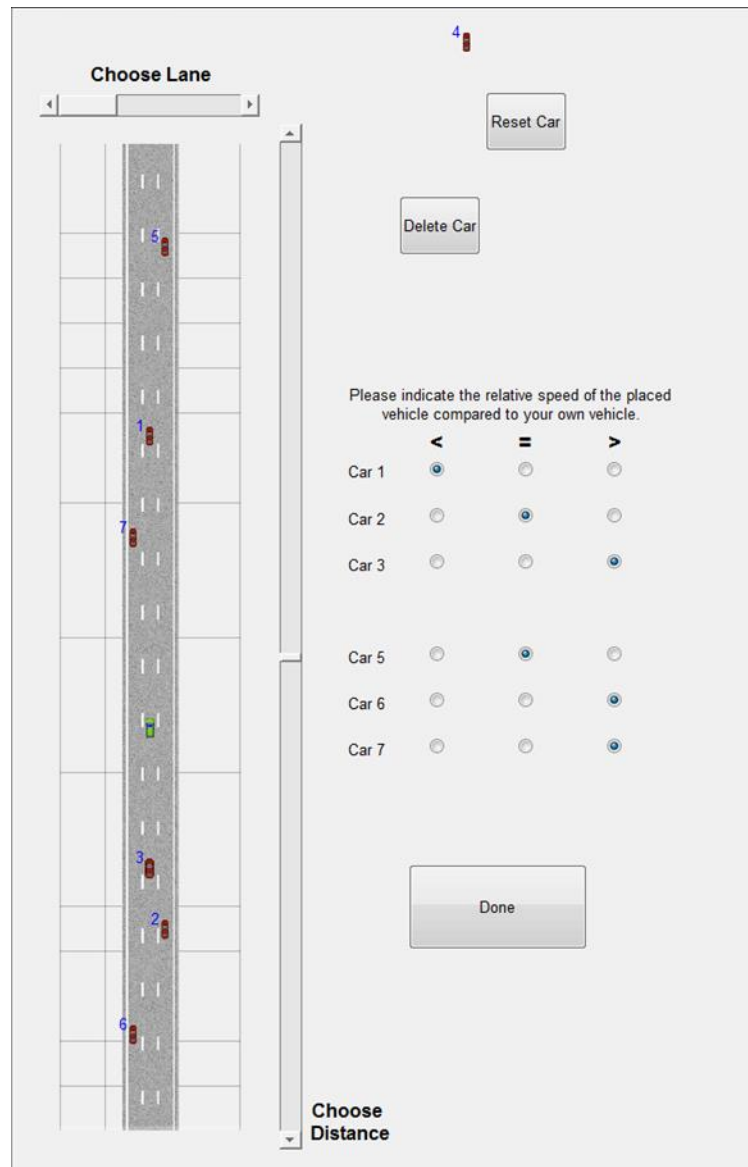 4
Choose Lane
Reset Car
Delete Car
5
1
7
3
2
6
Please indicate the relative speed of the placed
vehicle compared to your own vehicle.
< = >
Car 1
Car 2
Car 3
Car 5
Car 6
Car 7
Done
Choose
Distance